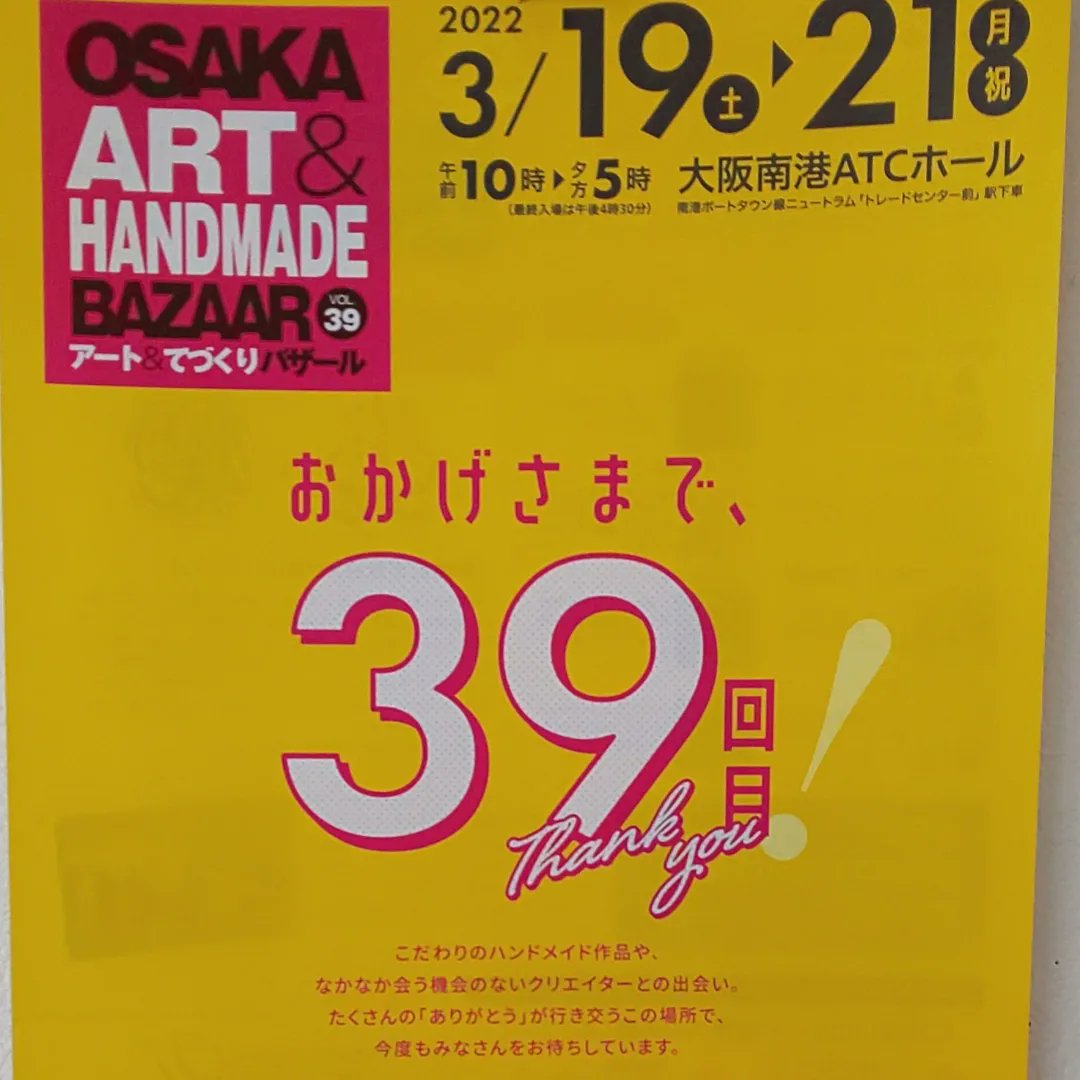 OSAKA
ART &
HANDMADE
BAZAAR VOL. 39
アート&てづくりバザール
2022
3/19土▶21月祝
午前10時▶夕方5時
(最終入場は午後4時30分)
大阪南港ATCホール
南港ポートタウン線ニュートラム「トレードセンター前」駅下車
おかげさまで、
39回目!
Thank you
こだわりのハンドメイド作品や、
なかなか会う機会のないクリエイターとの出会い。
たくさんの「ありがとう」が行き交うこの場所で、
今度もみなさんをお待ちしています。